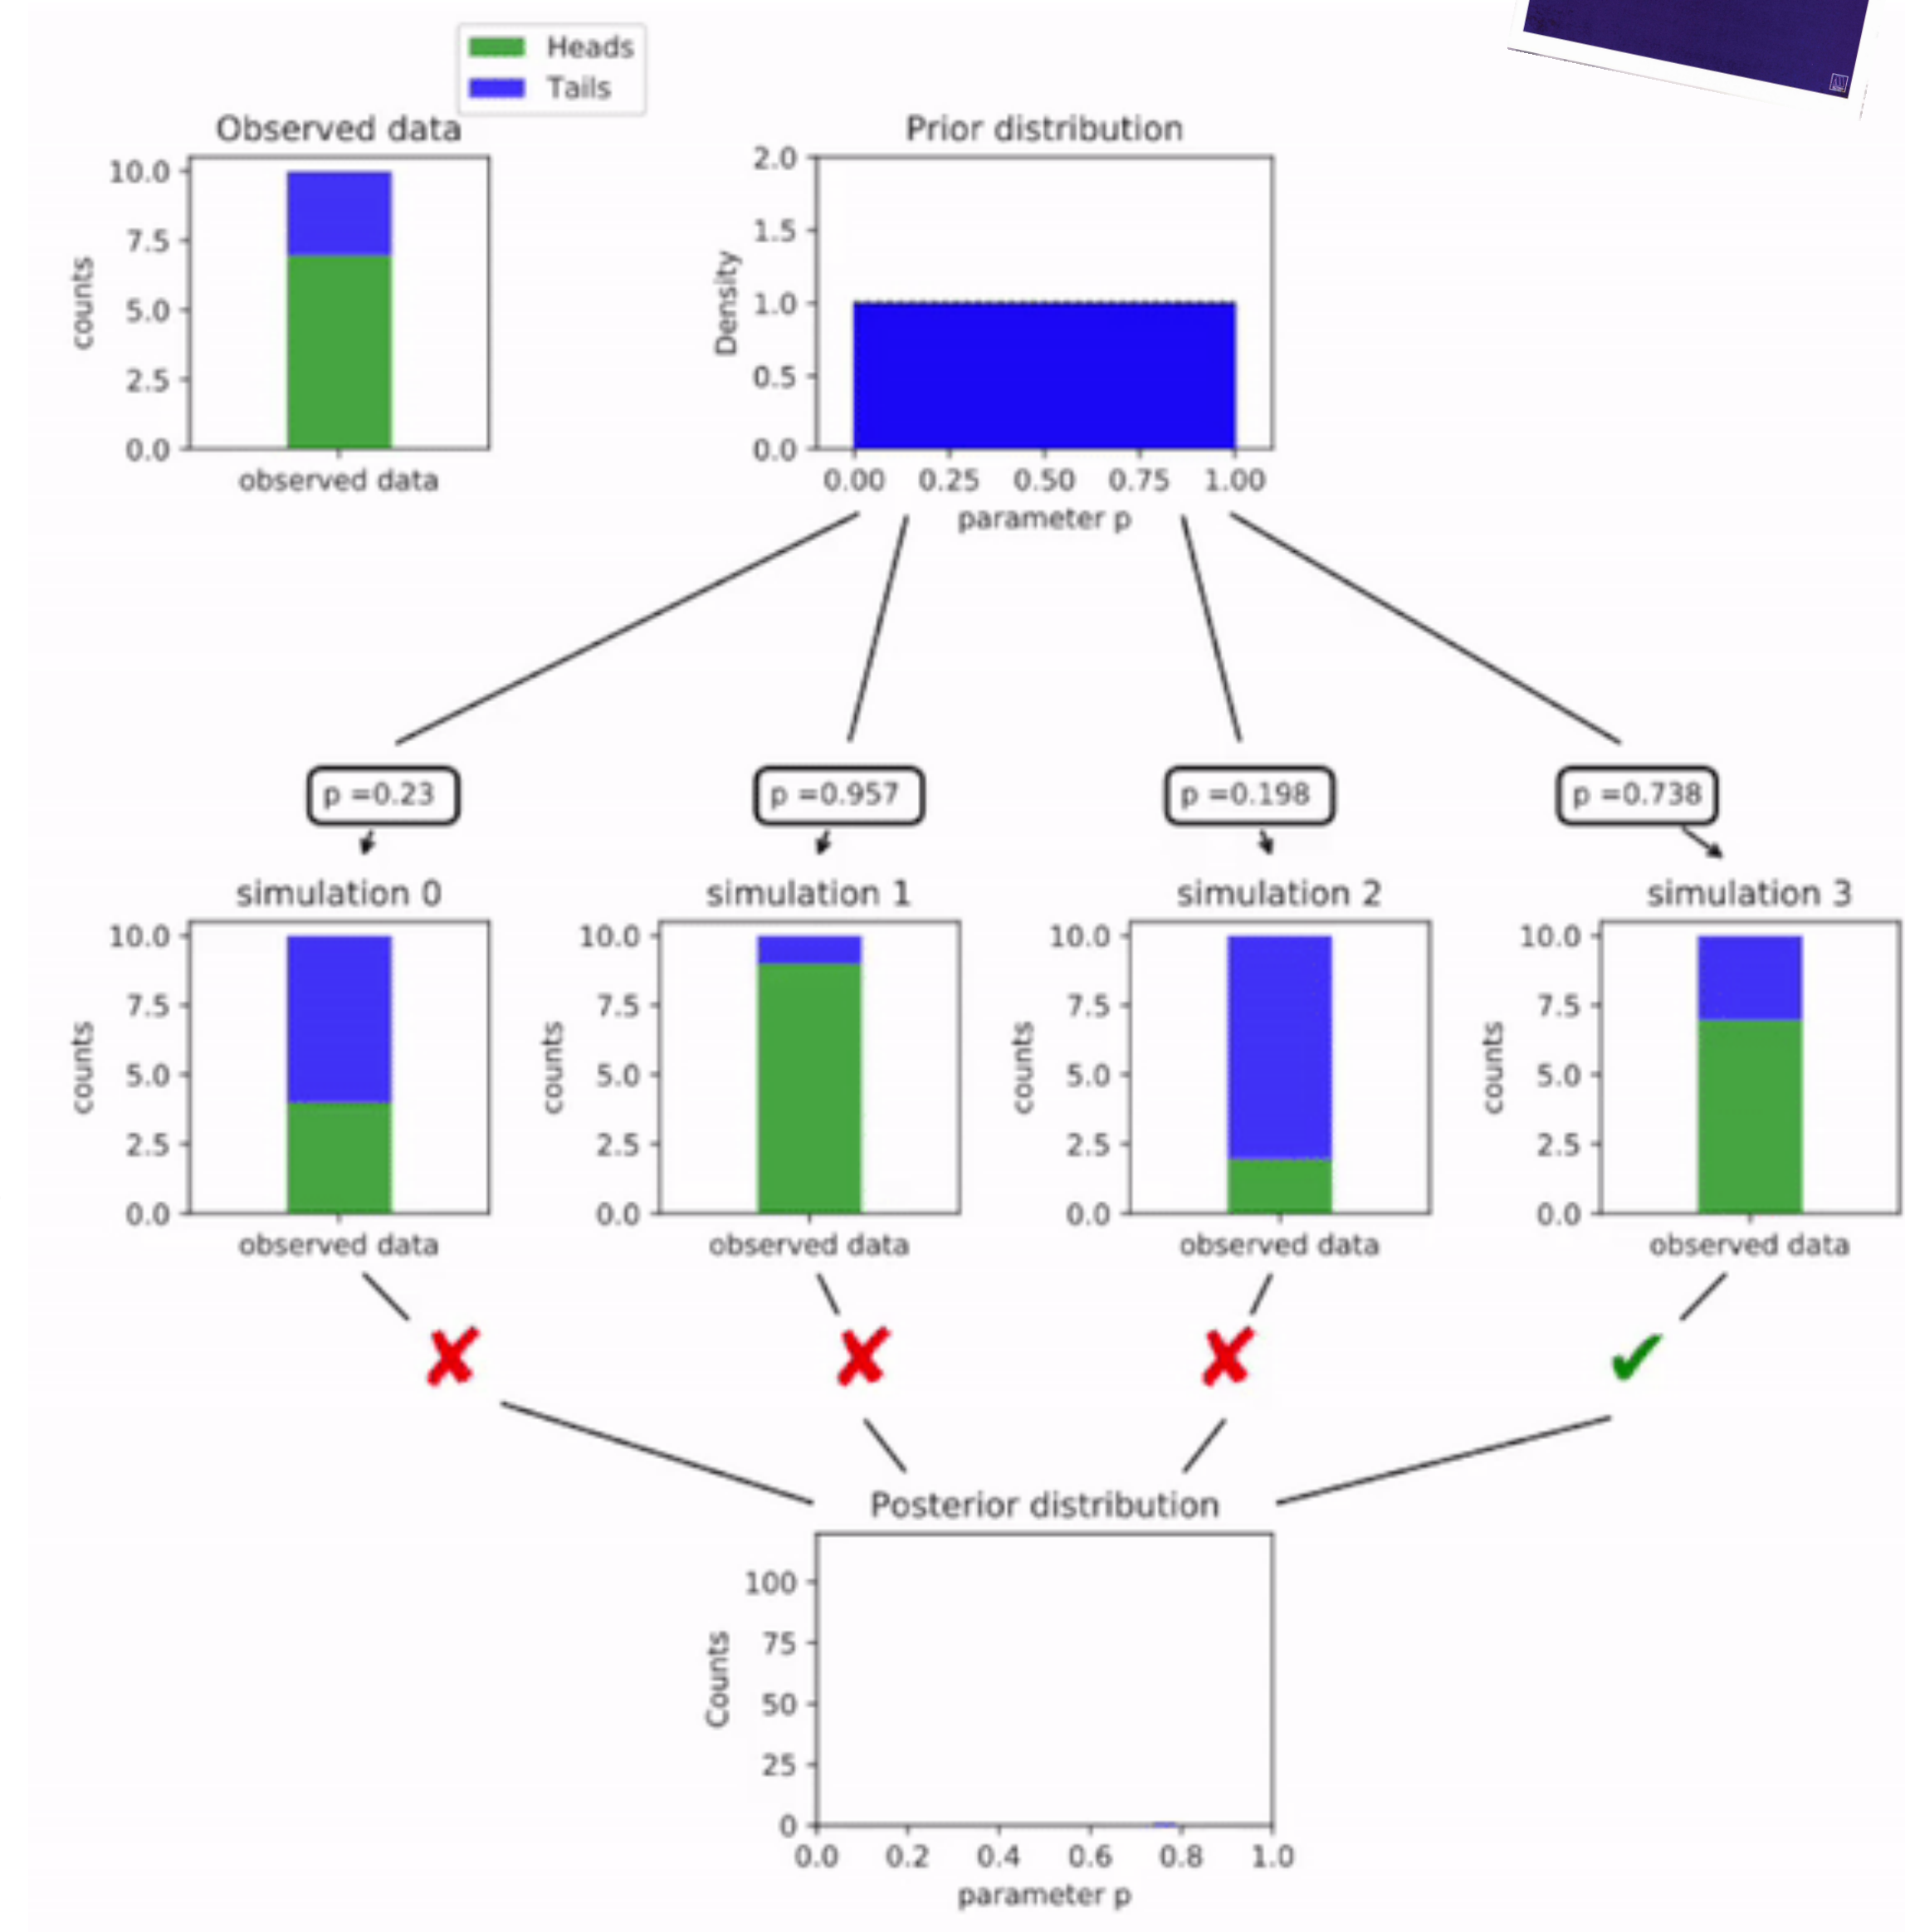 Heads
Tails
Observed data
10.0
7.5
5.0
2.5
0.0
counts
observed data
Prior distribution
2.0
1.5
1.0
0.5
0.0
Density
0.00 0.25 0.50 0.75 1.00
parameter p
p =0.23
p =0.957
p =0.198
p =0.738
simulation 0
10.0
7.5
5.0
2.5
0.0
counts
observed data
simulation 1
10.0
7.5
5.0
2.5
0.0
counts
observed data
simulation 2
10.0
7.5
5.0
2.5
0.0
counts
observed data
simulation 3
10.0
7.5
5.0
2.5
0.0
counts
observed data
Posterior distribution
100
75
50
25
0
Counts
0.0 0.2 0.4 0.6 0.8 1.0
parameter p